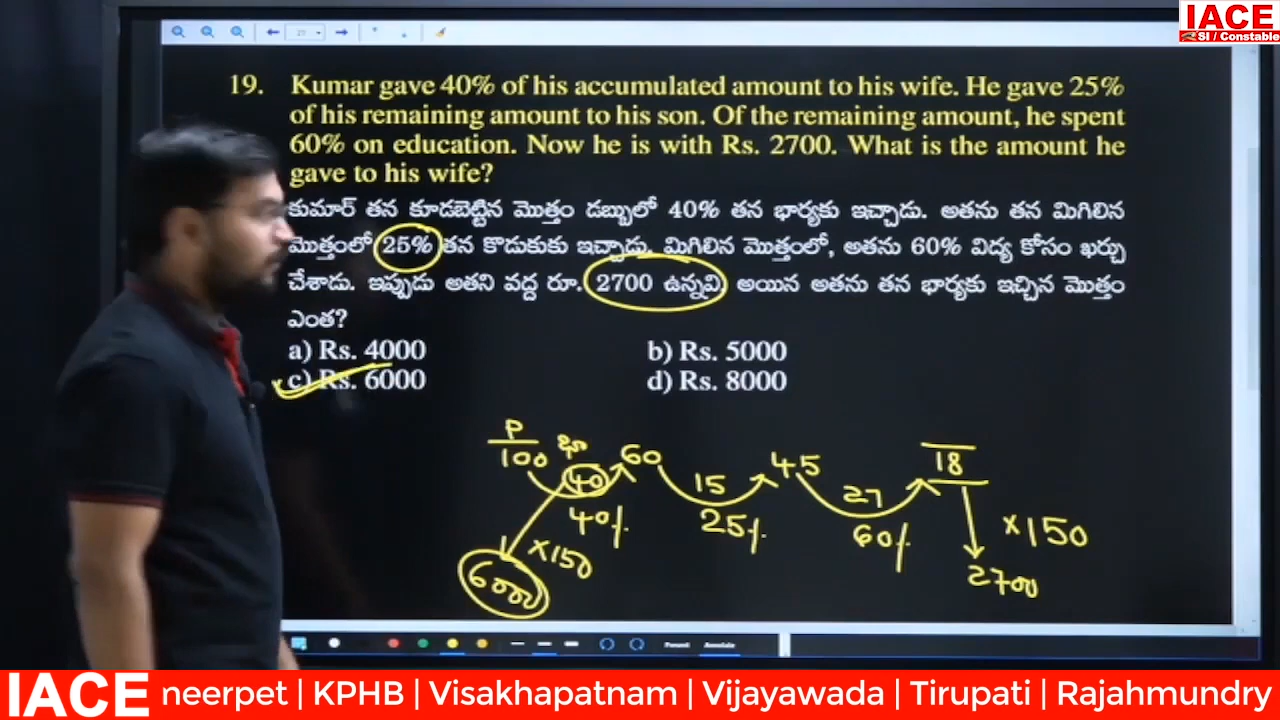 IACE
SI / Constable
21
19. Kumar gave 40% of his accumulated amount to his wife. He gave 25%
of his remaining amount to his son. Of the remaining amount, he spent
60% on education. Now he is with Rs. 2700. What is the amount he
gave to his wife?
కుమార్ తన కూడబెట్టిన మొత్తం డబ్బులో 40% తన భార్యకు ఇచ్చాడు. అతను తన మిగిలిన
మొత్తంలో 25% తన కొడుకుకు ఇచ్చాడు. మిగిలిన మొత్తంలో, అతను 60% విద్య కోసం ఖర్చు
చేశాడు. ఇప్పుడు అతని వద్ద రూ. 2700 ఉన్నవి. అయిన అతను తన భార్యకు ఇచ్చిన మొత్తం
ఎంత?
a) Rs. 4000 b) Rs. 5000
c) Rs. 6000 d) Rs. 8000
P
100 భా 40 60 15 45 27 18
40% 25% 60% ×150
×150
6000 2700
IACE neerpet | KPHB | Visakhapatnam | Vijayawada | Tirupati | Rajahmundry